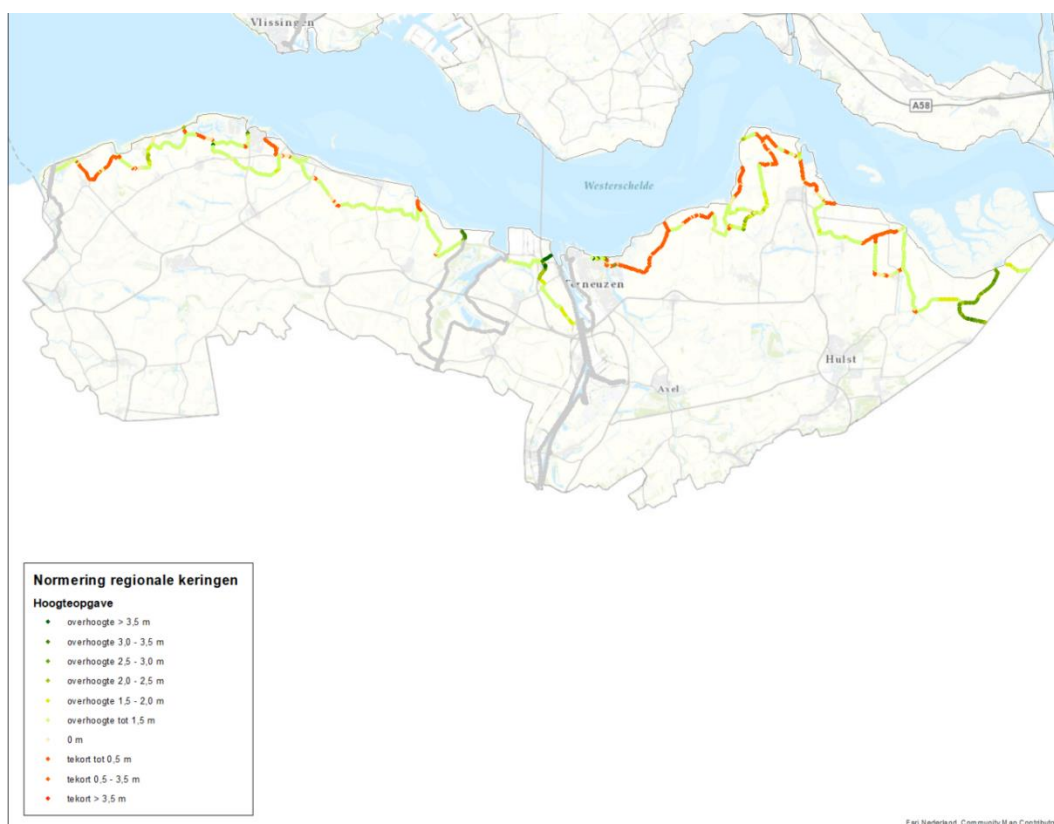 Vlissingen
A58
Westerschelde
Terneuzen
Hulst
Axel
Normering regionale keringen
Hoogteopgave
overhoogte > 3,5 m
overhoogte 3,0 - 3,5 m
overhoogte 2,5 - 3,0 m
overhoogte 2,0 - 2,5 m
overhoogte 1,5 - 2,0 m
overhoogte tot 1,5 m
0 m
tekort tot 0,5 m
tekort 0,5 - 3,5 m
tekort > 3,5 m
Esri Nederland, Community Map Contribut